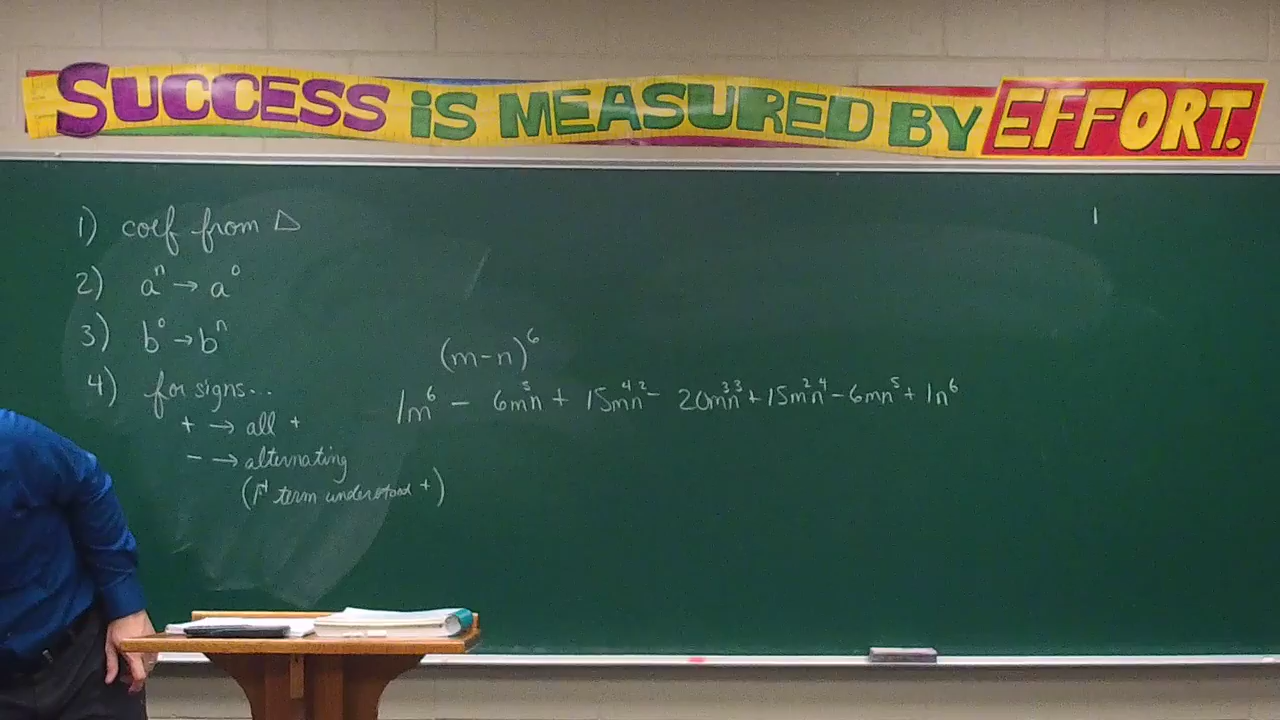 SUCCESS iS MEASURED BY EFFORT.
1) coef from △
2) aⁿ → a⁰
3) b⁰ → bⁿ
4) for signs...
+ → all +
- → alternating
(1st term understood +)
(m-n)⁶
1m⁶ - 6m⁵n + 15m⁴n² - 20m³n³ + 15m²n⁴ - 6mn⁵ + 1n⁶
1